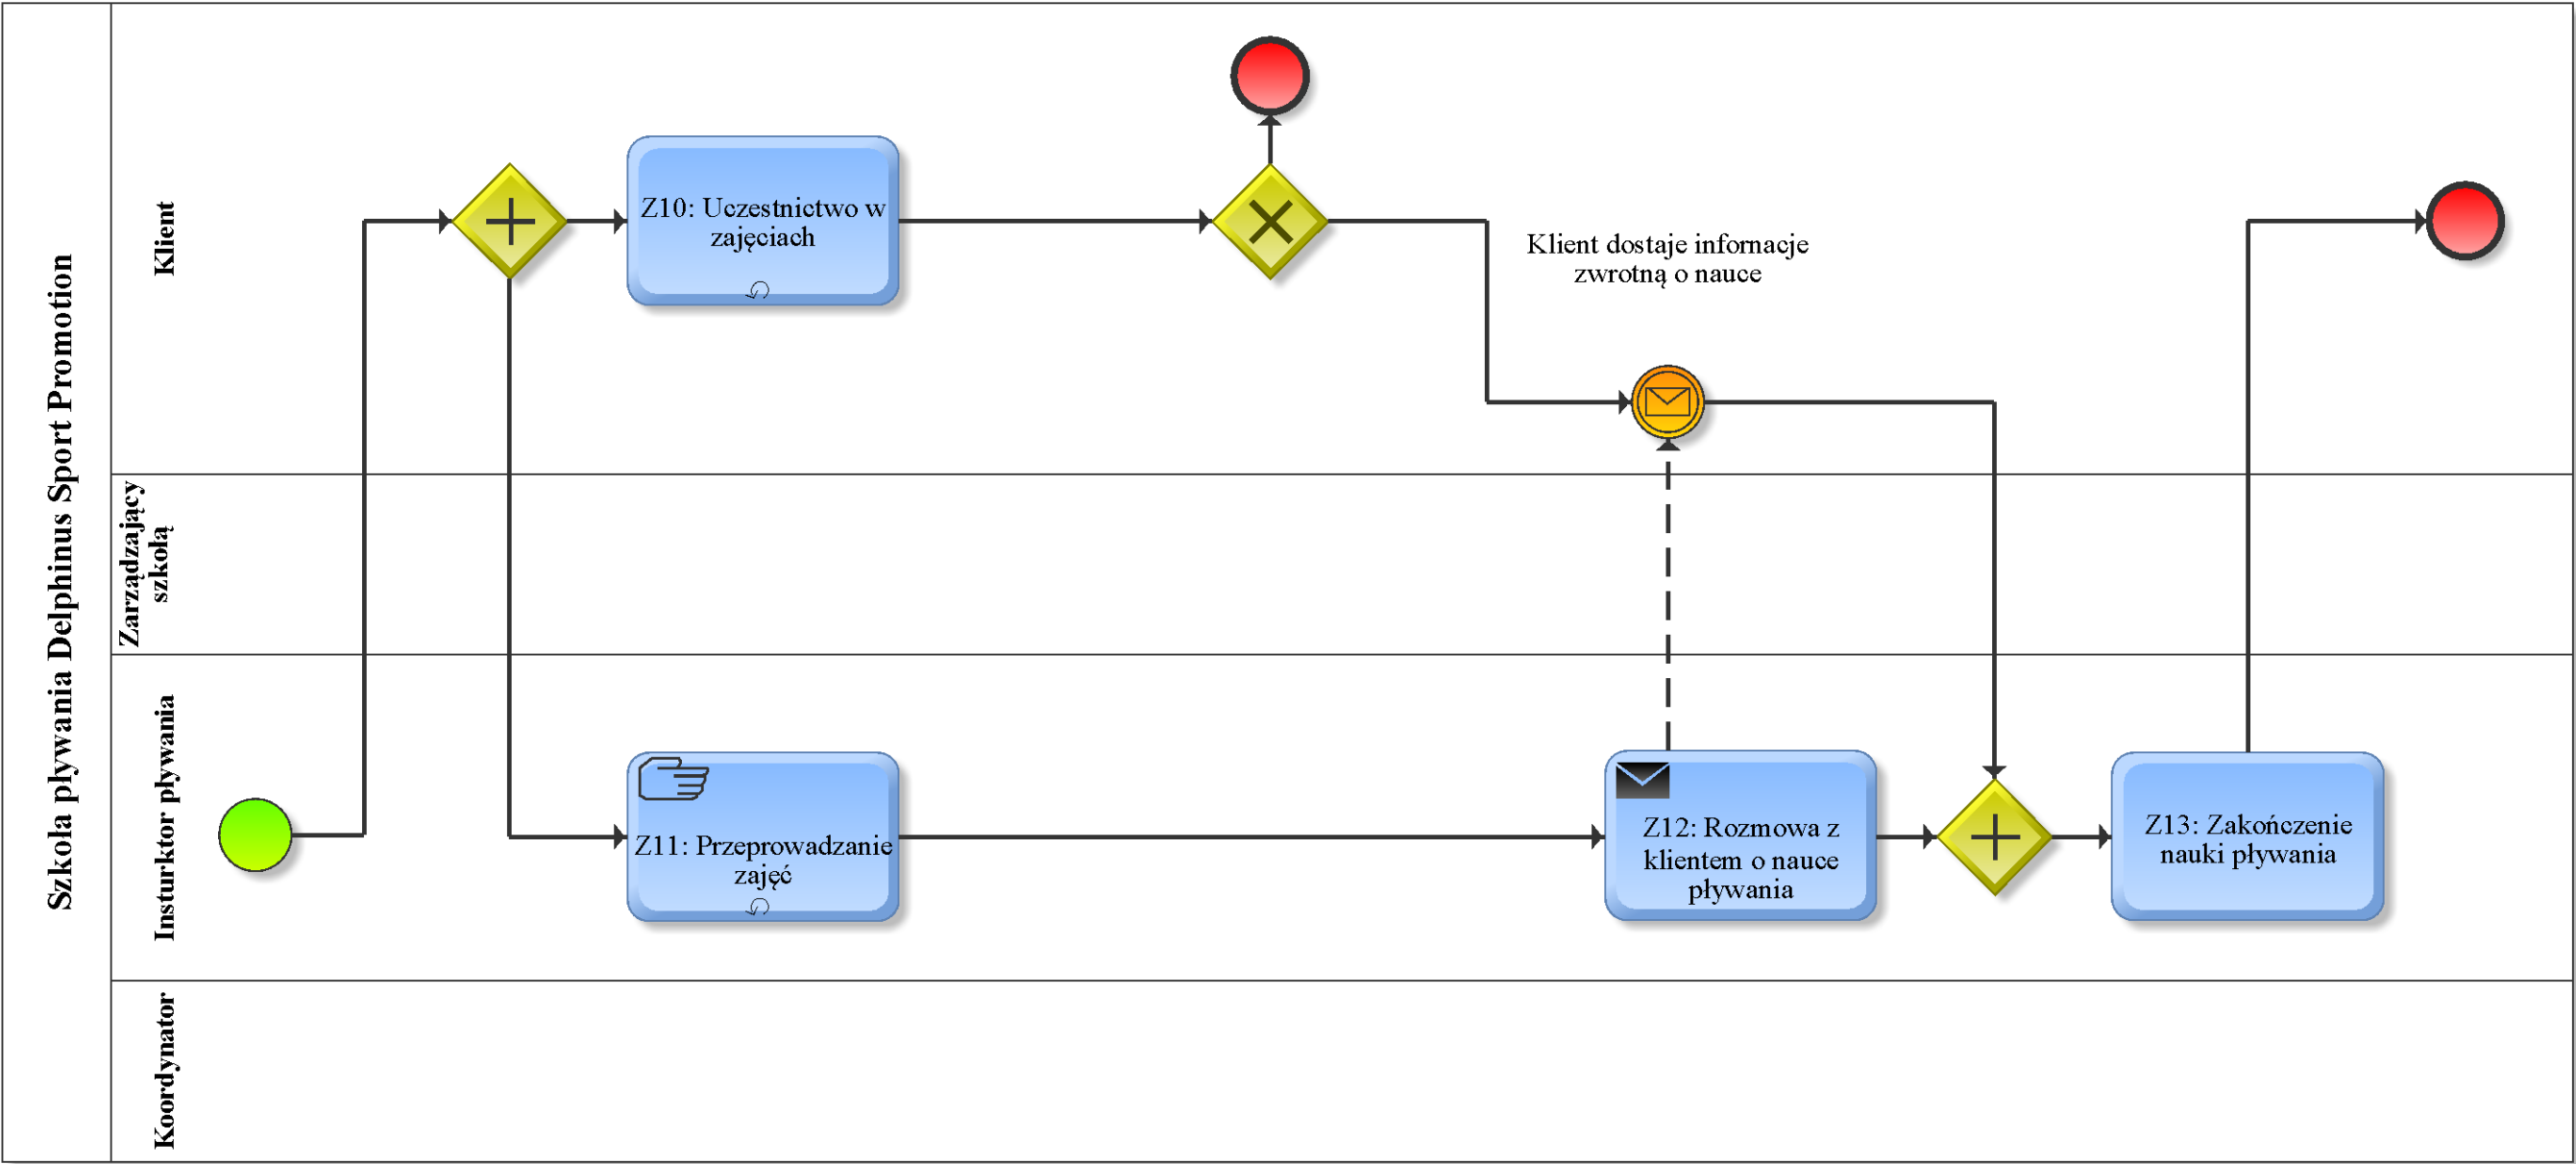 Szkoła pływania Delphinus Sport Promotion
Klient
Z10: Uczestnictwo w
zajęciach
Klient dostaje infornacje
zwrotną o nauce
Zarządzający
szkołą
Insturktor pływania
Z11: Przeprowadzanie
zajęć
Z12: Rozmowa z
klientem o nauce
pływania
Z13: Zakończenie
nauki pływania
Koordynator